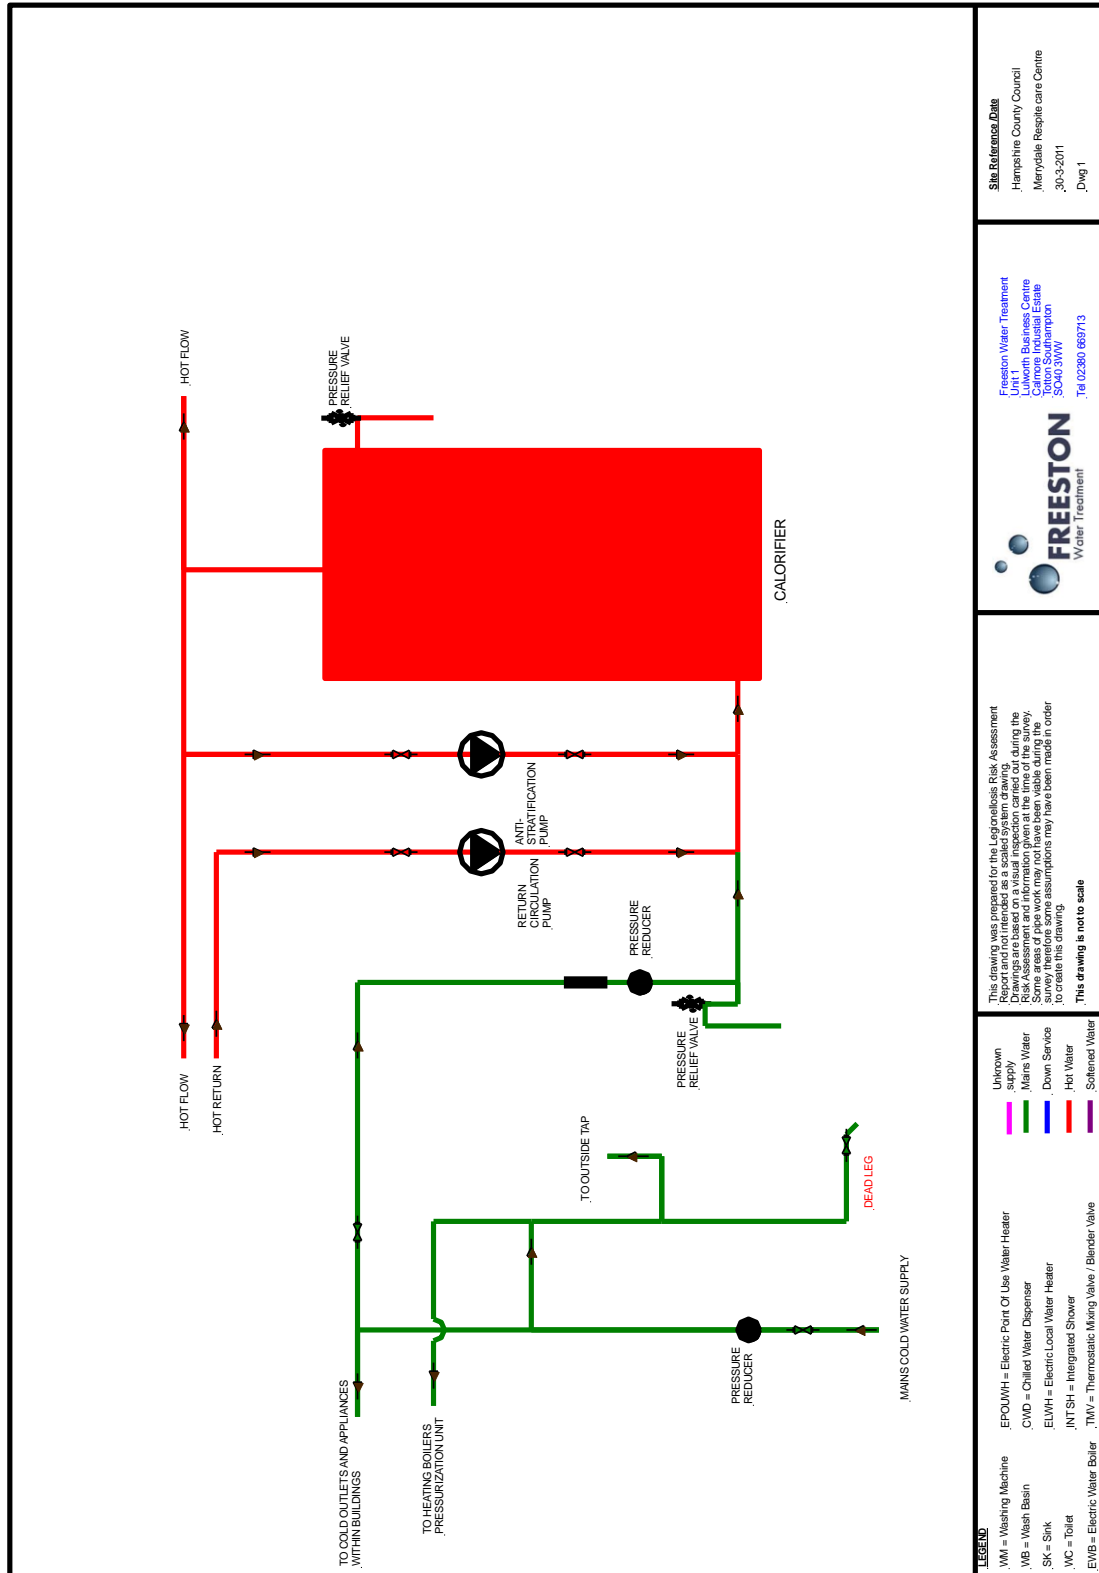 HOT FLOW
HOT FLOW
HOT RETURN
PRESSURE
RELIEF VALVE
CALORIFIER
ANTI-
STRATIFICATION
PUMP
RETURN
CIRCULATION
PUMP
PRESSURE
REDUCER
PRESSURE
RELIEF VALVE
TO OUTSIDE TAP
DEAD LEG
TO COLD OUTLETS AND APPLIANCES
WITHIN BUILDINGS
TO HEATING BOILERS
PRESSURIZATION UNIT
PRESSURE
REDUCER
MAINS COLD WATER SUPPLY
LEGEND
WM = Washing Machine
WB = Wash Basin
SK = Sink
WC = Toilet
EWB = Electric Water Boiler
EPOUWH = Electric Point Of Use Water Heater
CWD = Chilled Water Dispenser
ELWH = Electric Local Water Heater
INT SH = Intergrated Shower
TMV = Thermostatic Mixing Valve / Blender Valve
Unknown
supply
Mains Water
Down Service
Hot Water
Softened Water
This drawing was prepared for the Legionellosis Risk Assessment
Report and not intended as a scaled system drawing.
Drawings are based on a visual inspection carried out during the
Risk Assessment and information given at the time of the survey.
Some areas of pipe work may not have been viable during the
survey therefore some assumptions may have been made in order
to create this drawing.
This drawing is not to scale
FREESTON
Water Treatment
Freeston Water Treatment
Unit 1
Lulworth Business Centre
Calmore Industial Estate
Totton Southampton
SO40 3WW
Tel 02380 669713
Site Reference /Date
Hampshire County Council
Merrydale Respite care Centre
30-3-2011
Dwg 1